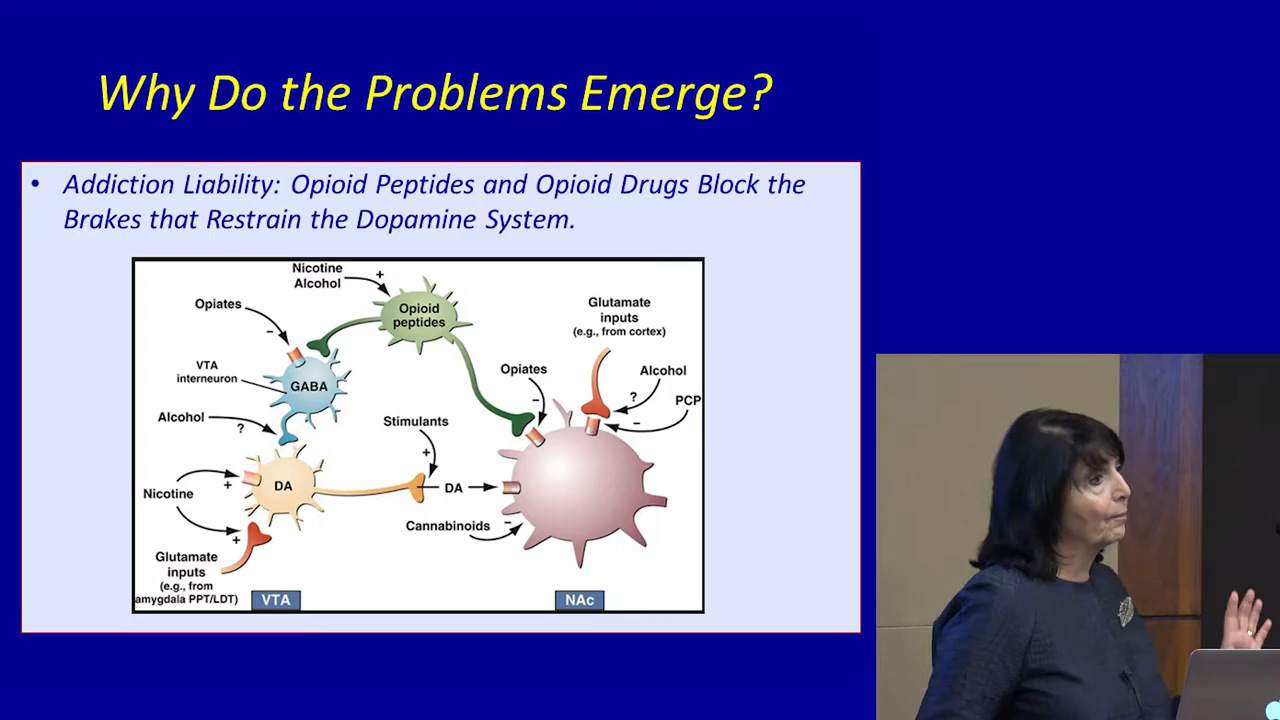 Why Do the Problems Emerge?
• Addiction Liability: Opioid Peptides and Opioid Drugs Block the
Brakes that Restrain the Dopamine System.
Nicotine
Alcohol
+
Opiates
−
Opioid
peptides
Glutamate
inputs
(e.g., from cortex)
VTA
interneuron
GABA
Opiates
−
Alcohol
?
PCP
−
Alcohol
?
Stimulants
+
Nicotine
+
+
DA
DA
Cannabinoids
−
Glutamate
inputs
(e.g., from
amygdala PPT/LDT)
VTA
NAc